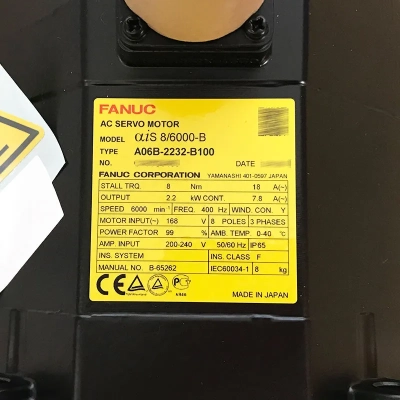 FANUC
AC SERVO MOTOR
MODEL αiS 8/6000-B
TYPE A06B-2232-B100
NO. DATE
FANUC CORPORATION YAMANASHI 401-0597 JAPAN
STALL TRQ. 8 Nm 18 A(~)
OUTPUT 2.2 kW CONT. 7.8 A(~)
SPEED 6000 min⁻¹ FREQ. 400 Hz WIND. CON. Y
MOTOR INPUT(~) 168 V 8 POLES 3 PHASES
POWER FACTOR 99 % AMB. TEMP. 0-40 °C
AMP. INPUT 200-240 V 50/60 Hz IP65
INS. SYSTEM INS. CLASS F
MANUAL NO. B-65262 IEC60034-1 8 kg
MADE IN JAPAN